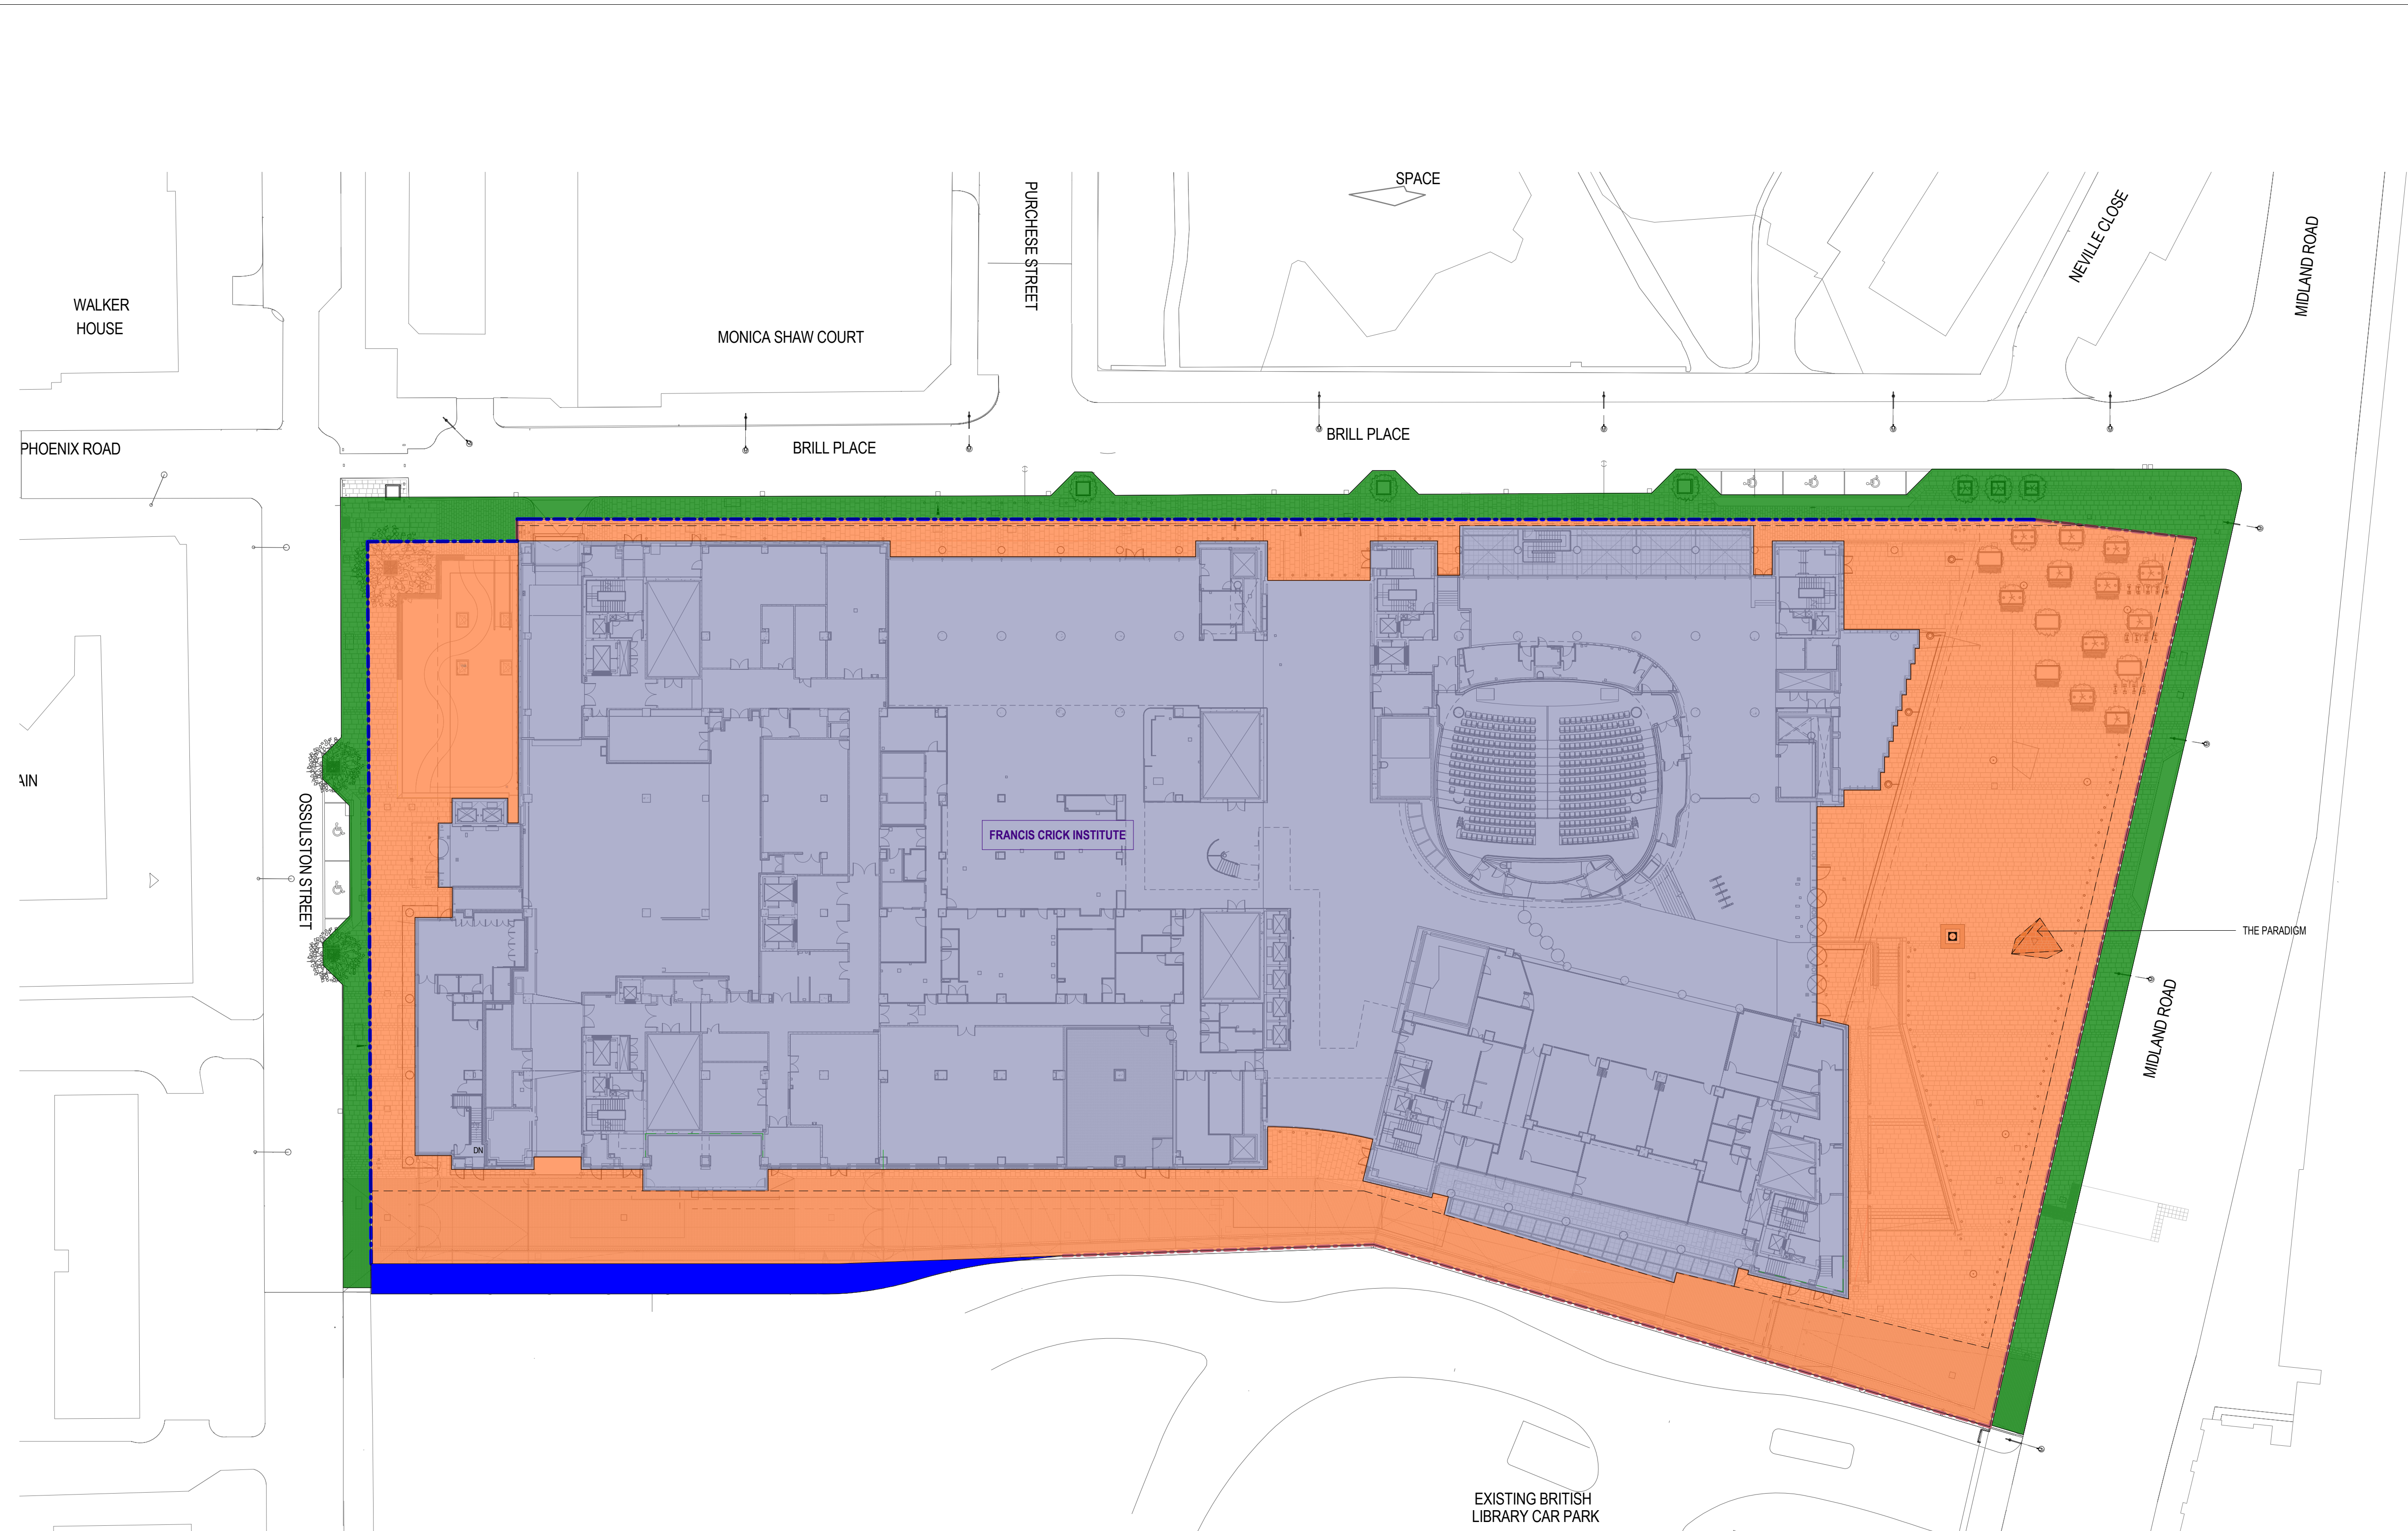 SPACE
PURCHESE STREET
NEVILLE CLOSE
MIDLAND ROAD
WALKER
HOUSE
MONICA SHAW COURT
PHOENIX ROAD
BRILL PLACE
BRILL PLACE
AIN
OSSULSTON STREET
FRANCIS CRICK INSTITUTE
THE PARADIGM
MIDLAND ROAD
DN
EXISTING BRITISH
LIBRARY CAR PARK